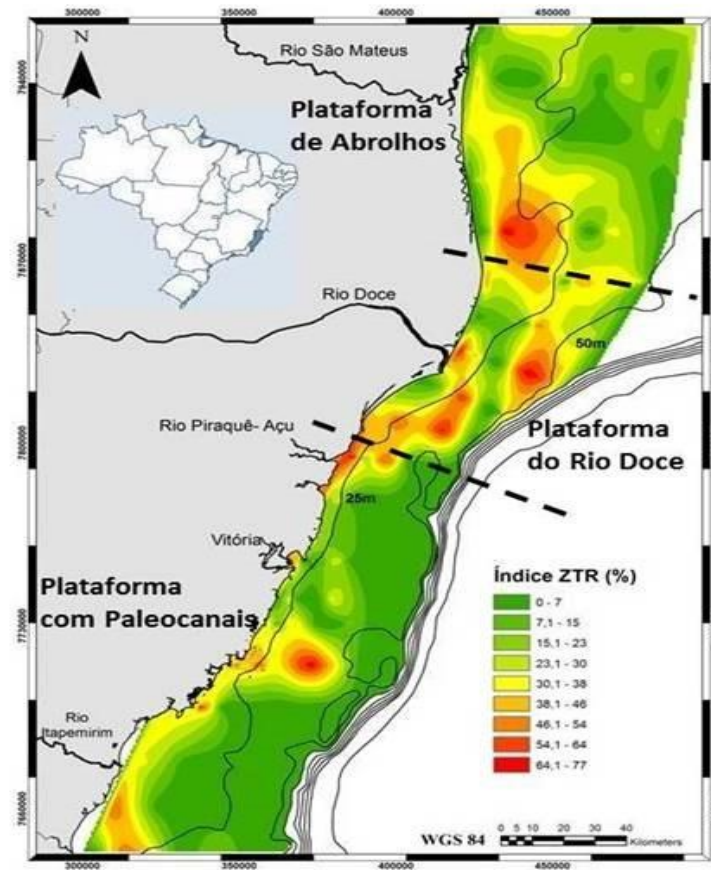 300000
350000
400000
450000
N
Rio São Mateus
7940000
Plataforma
de Abrolhos
7870000
Rio Doce
50m
Rio Piraquê- Açu
Plataforma
do Rio Doce
7800000
25m
Vitória
Plataforma
com Paleocanais
7730000
Rio
Itapemirim
7660000
Índice ZTR (%)
0 - 7
7,1 - 15
15,1 - 23
23,1 - 30
30,1 - 38
38,1 - 46
46,1 - 54
54,1 - 64
64,1 - 77
WGS 84
0 5 10 20 30 40
Kilometers
300000
350000
400000
450000